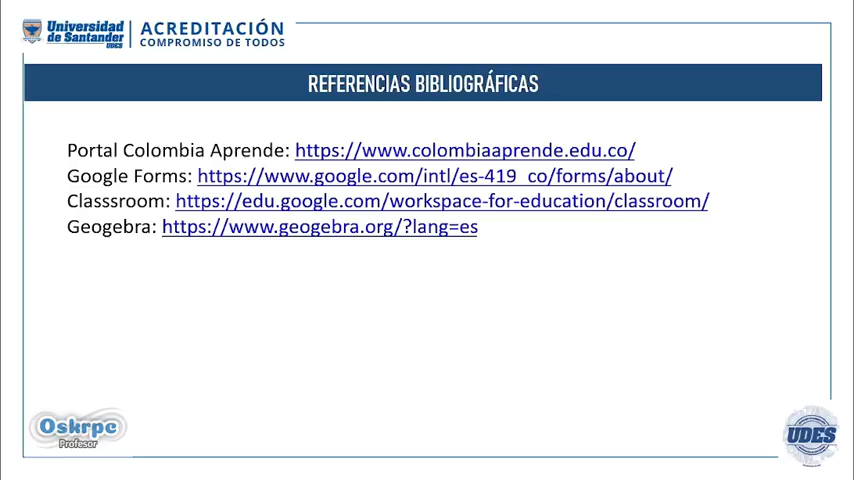 Universidad
de Santander
UDES
ACREDITACIÓN
COMPROMISO DE TODOS
REFERENCIAS BIBLIOGRÁFICAS
Portal Colombia Aprende: https://www.colombiaaprende.edu.co/
Google Forms: https://www.google.com/intl/es-419_co/forms/about/
Classsroom: https://edu.google.com/workspace-for-education/classroom/
Geogebra: https://www.geogebra.org/?lang=es
Oskrpc
Profesor
UDES